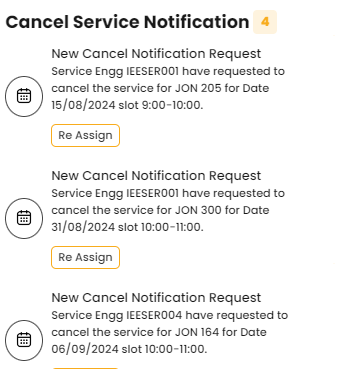 Cancel Service Notification 4
New Cancel Notification Request
Service Engg IEESER001 have requested to
cancel the service for JON 205 for Date
15/08/2024 slot 9:00-10:00.
Re Assign
New Cancel Notification Request
Service Engg IEESER001 have requested to
cancel the service for JON 300 for Date
31/08/2024 slot 10:00-11:00.
Re Assign
New Cancel Notification Request
Service Engg IEESER004 have requested to
cancel the service for JON 164 for Date
06/09/2024 slot 10:00-11:00.